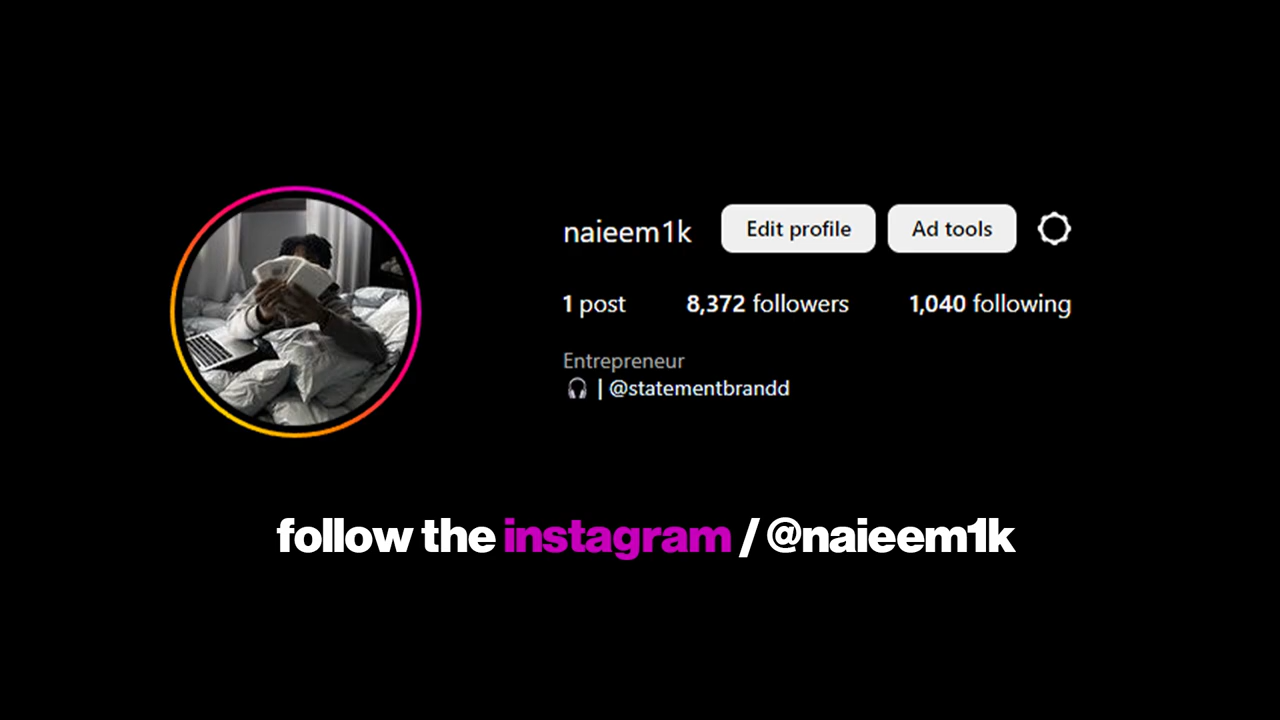 naieem1k Edit profile Ad tools
1 post 8,372 followers 1,040 following
Entrepreneur
🎧 | @statementbrandd
follow the instagram / @naieem1k